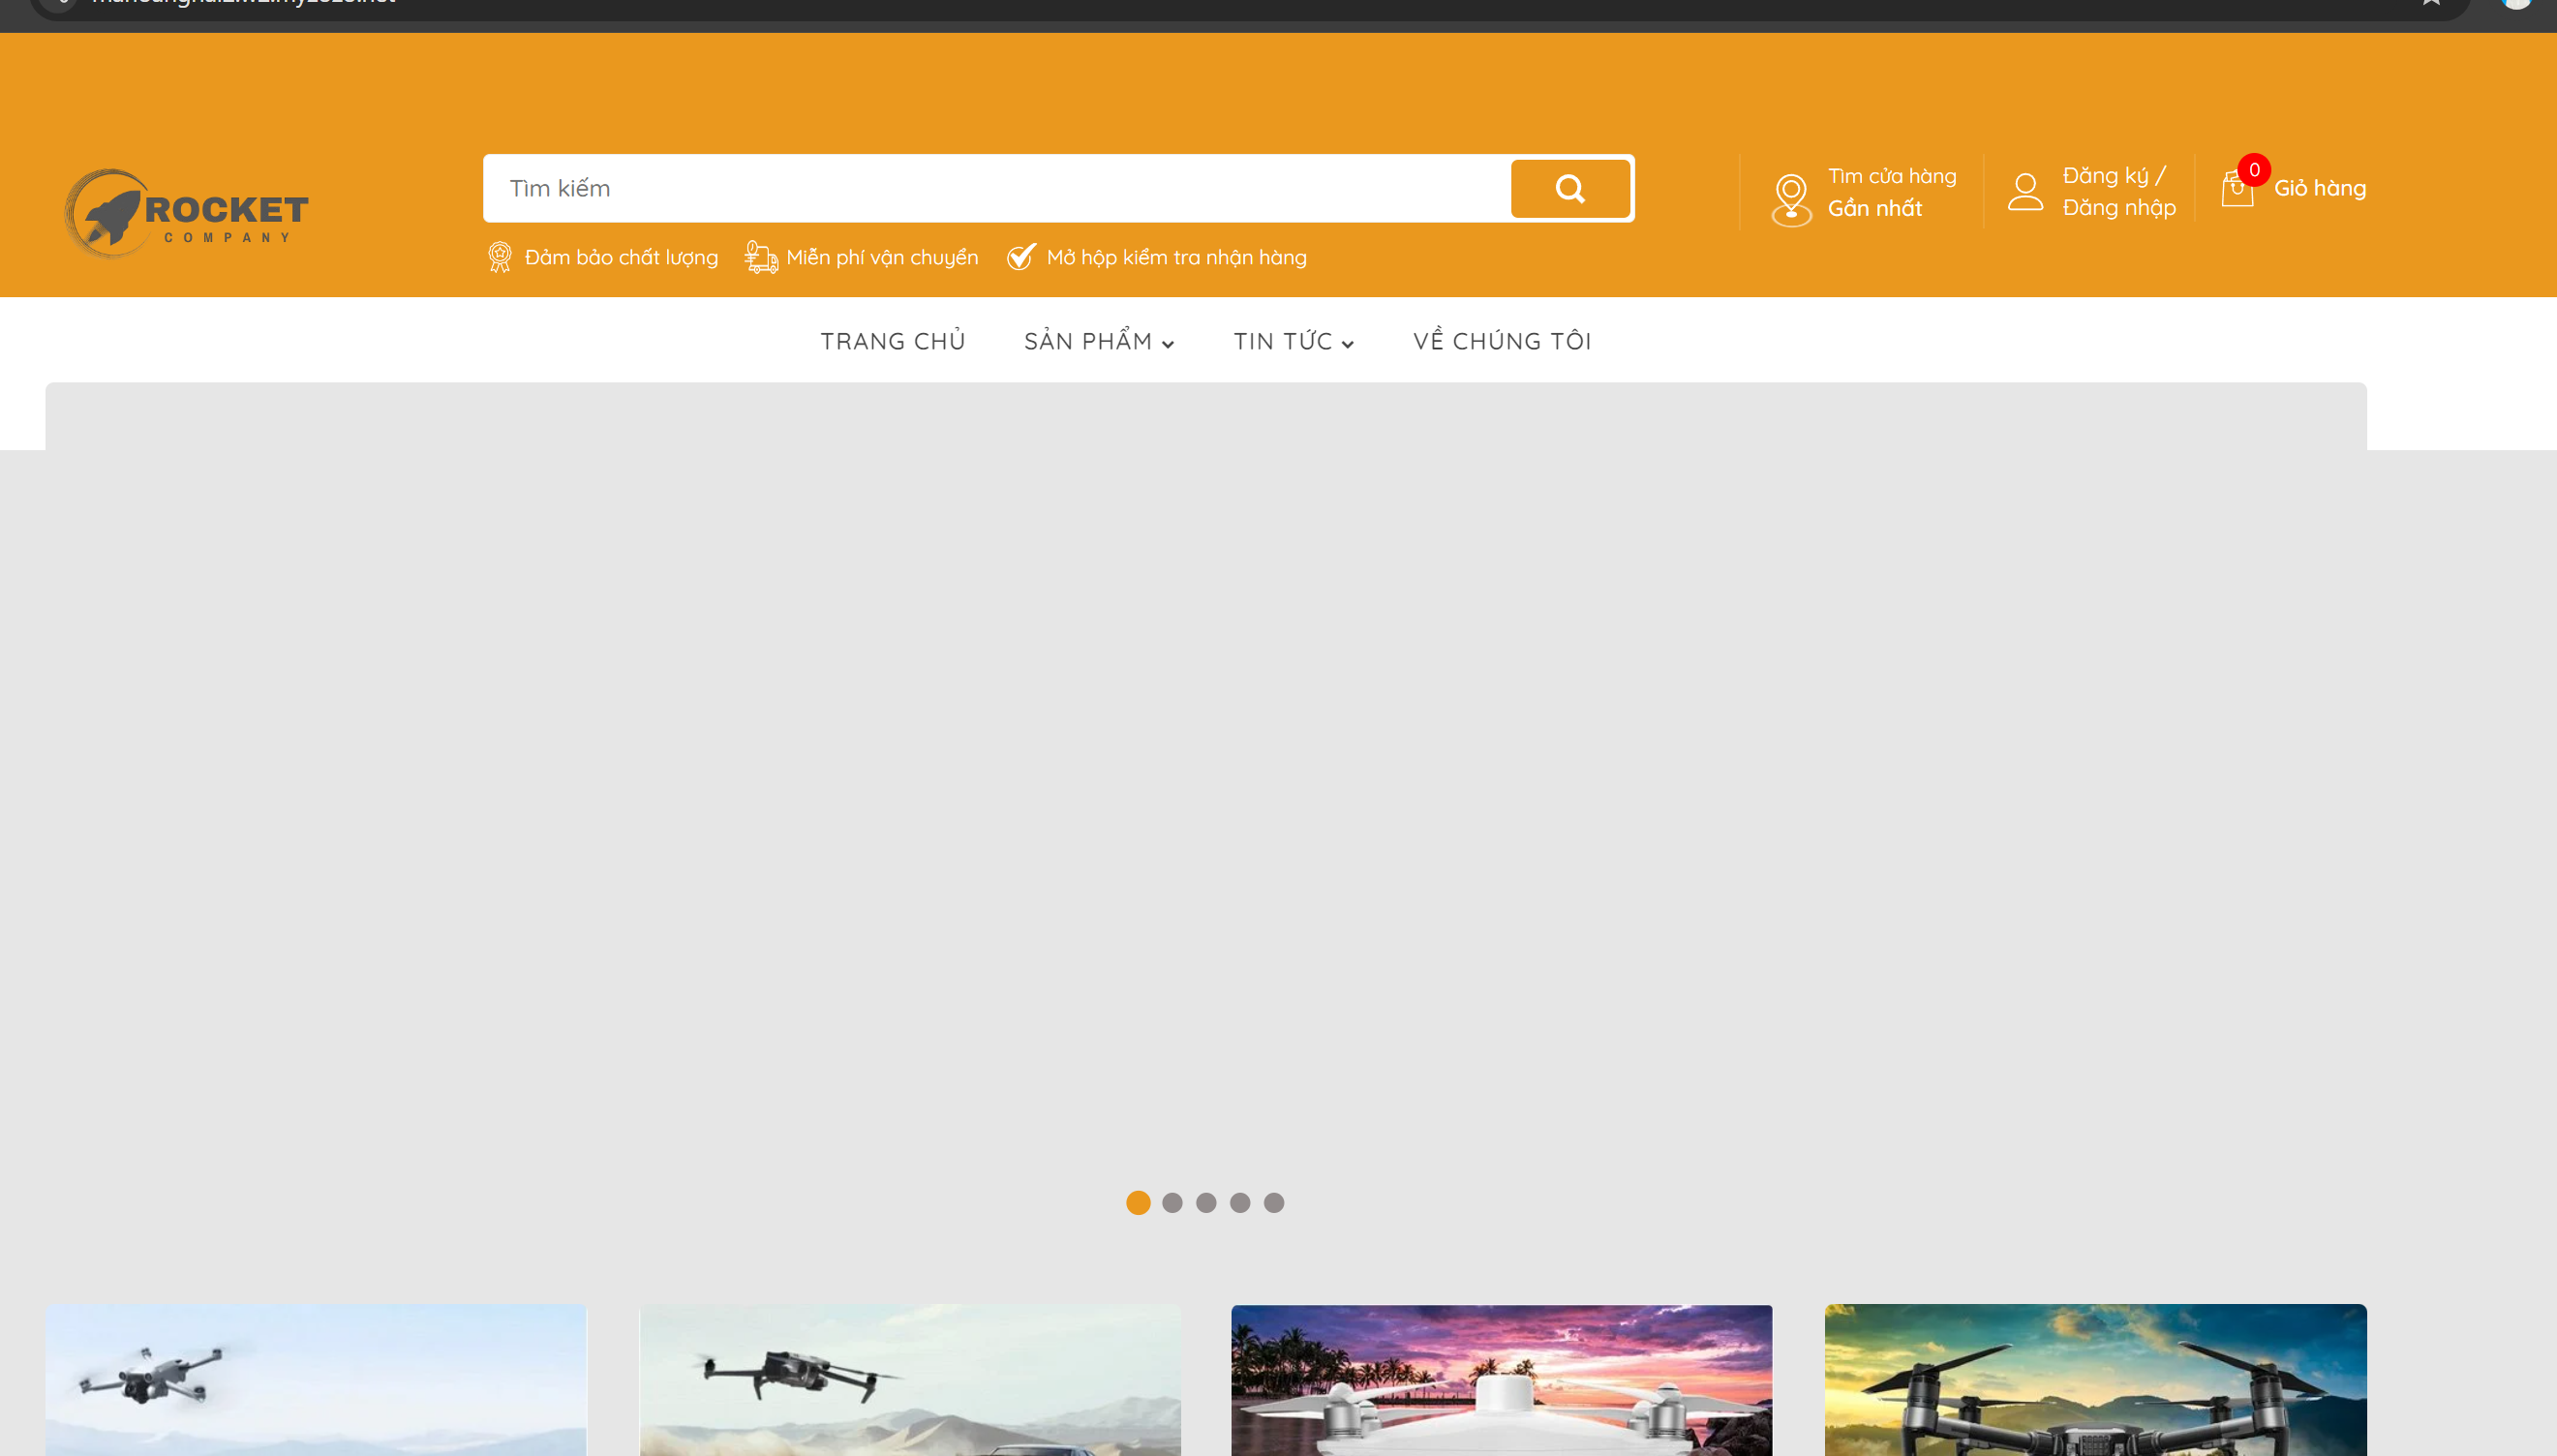 ROCKET
COMPANY
Tìm kiếm
Đảm bảo chất lượng
Miễn phí vận chuyển
Mở hộp kiểm tra nhận hàng
Tìm cửa hàng
Gần nhất
Đăng ký /
Đăng nhập
0
Giỏ hàng
TRANG CHỦ
SẢN PHẨM
TIN TỨC
VỀ CHÚNG TÔI